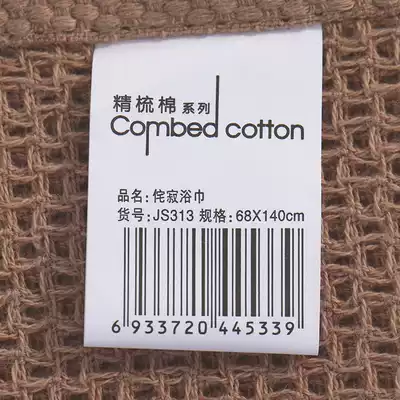 精梳棉系列
Combed cotton
品名:侘寂浴巾
货号:JS313 规格:68X140cm
6 933720 445339